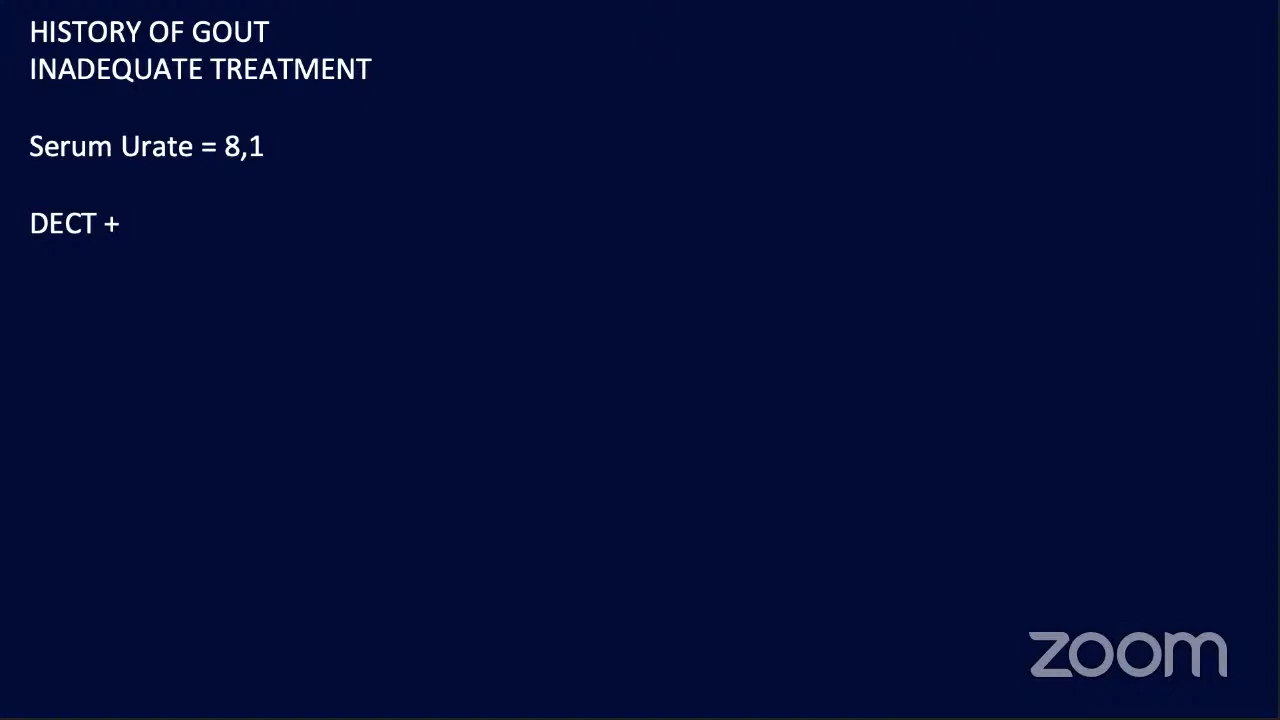 HISTORY OF GOUT
INADEQUATE TREATMENT
Serum Urate = 8,1
DECT +
zoom